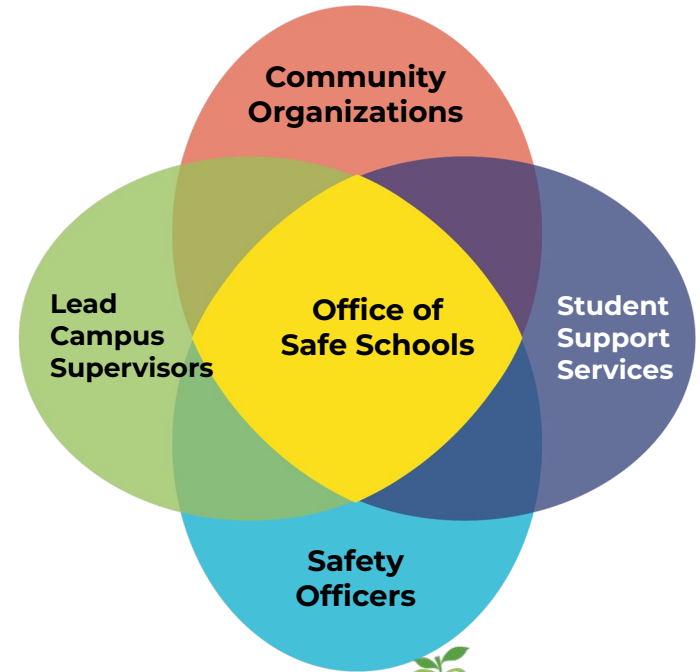 Community
Organizations
Lead
Campus
Supervisors
Office of
Safe Schools
Student
Support
Services
Safety
Officers